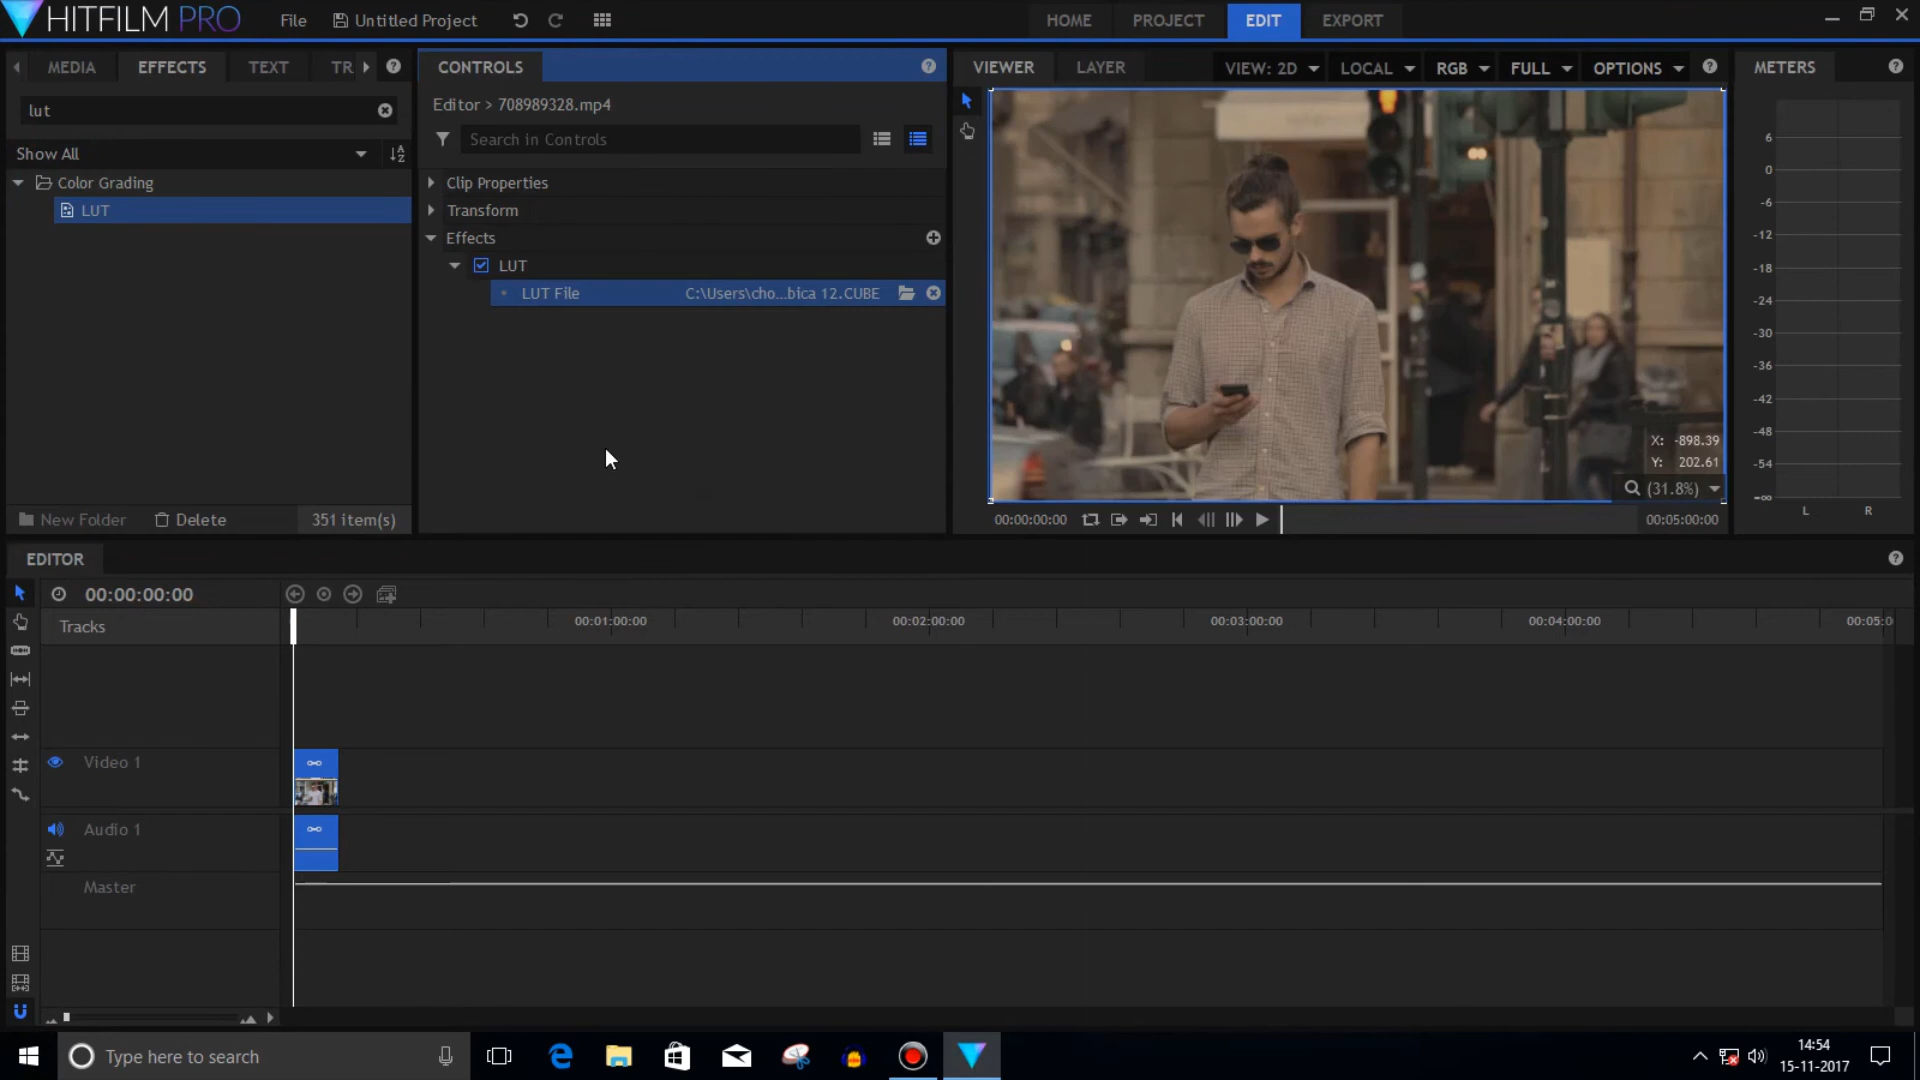 HITFILM PRO
File
Untitled Project
HOME
PROJECT
EDIT
EXPORT
MEDIA
EFFECTS
TEXT
TR
lut
Show All
Color Grading
LUT
New Folder
Delete
351 item(s)
CONTROLS
Editor > 708989328.mp4
Search in Controls
Clip Properties
Transform
Effects
LUT
LUT File
C:\Users\cho...bica 12.CUBE
VIEWER
LAYER
VIEW: 2D
LOCAL
RGB
FULL
OPTIONS
X: -898.39
Y: 202.61
(31.8%)
00:00:00:00
00:05:00:00
METERS
6
0
-6
-12
-18
-24
-30
-36
-42
-48
-54
-∞
L R
EDITOR
00:00:00:00
Tracks
00:01:00:00
00:02:00:00
00:03:00:00
00:04:00:00
00:05:0
Video 1
Audio 1
Master
Type here to search
14:54
15-11-2017